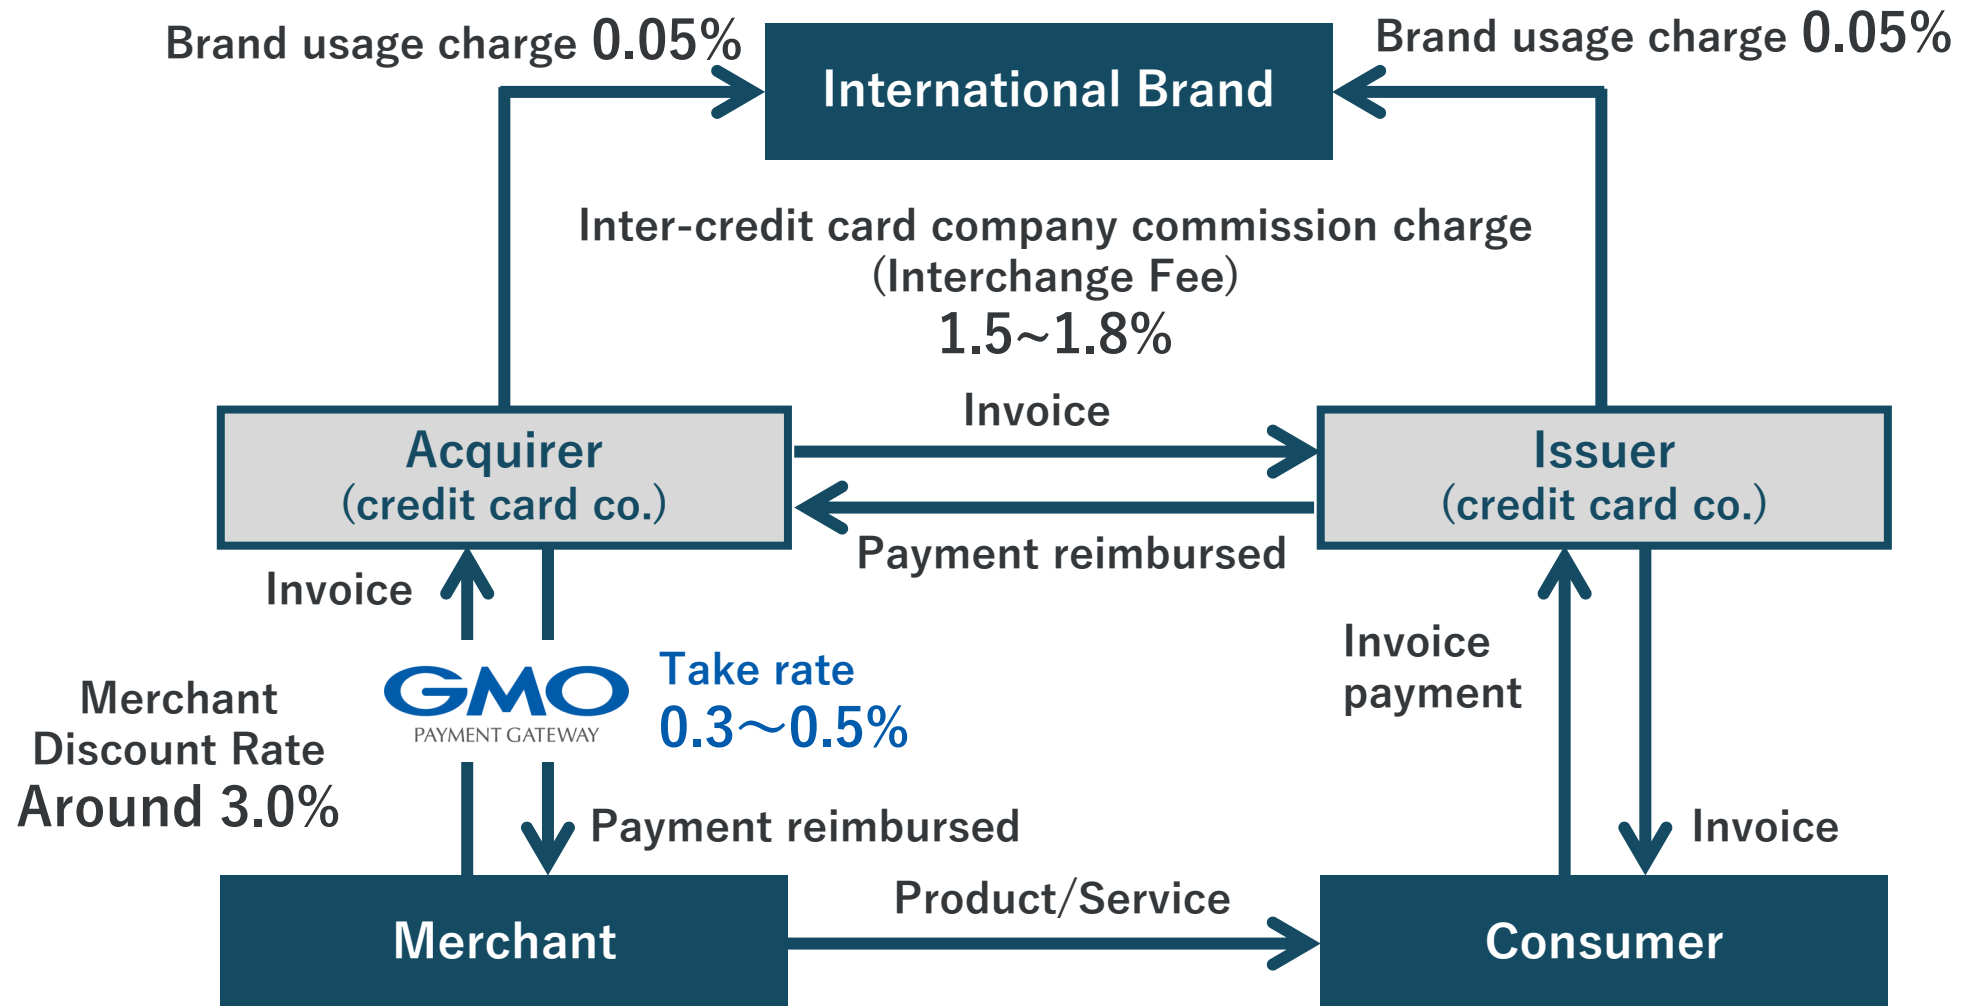 Brand usage charge 0.05%
Brand usage charge 0.05%
International Brand
Inter-credit card company commission charge
(Interchange Fee)
1.5~1.8%
Invoice
Acquirer
(credit card co.)
Issuer
(credit card co.)
Payment reimbursed
Invoice
Merchant
Discount Rate
Around 3.0%
GMO
PAYMENT GATEWAY
Take rate
0.3～0.5%
Invoice
payment
Payment reimbursed
Invoice
Product/Service
Merchant
Consumer